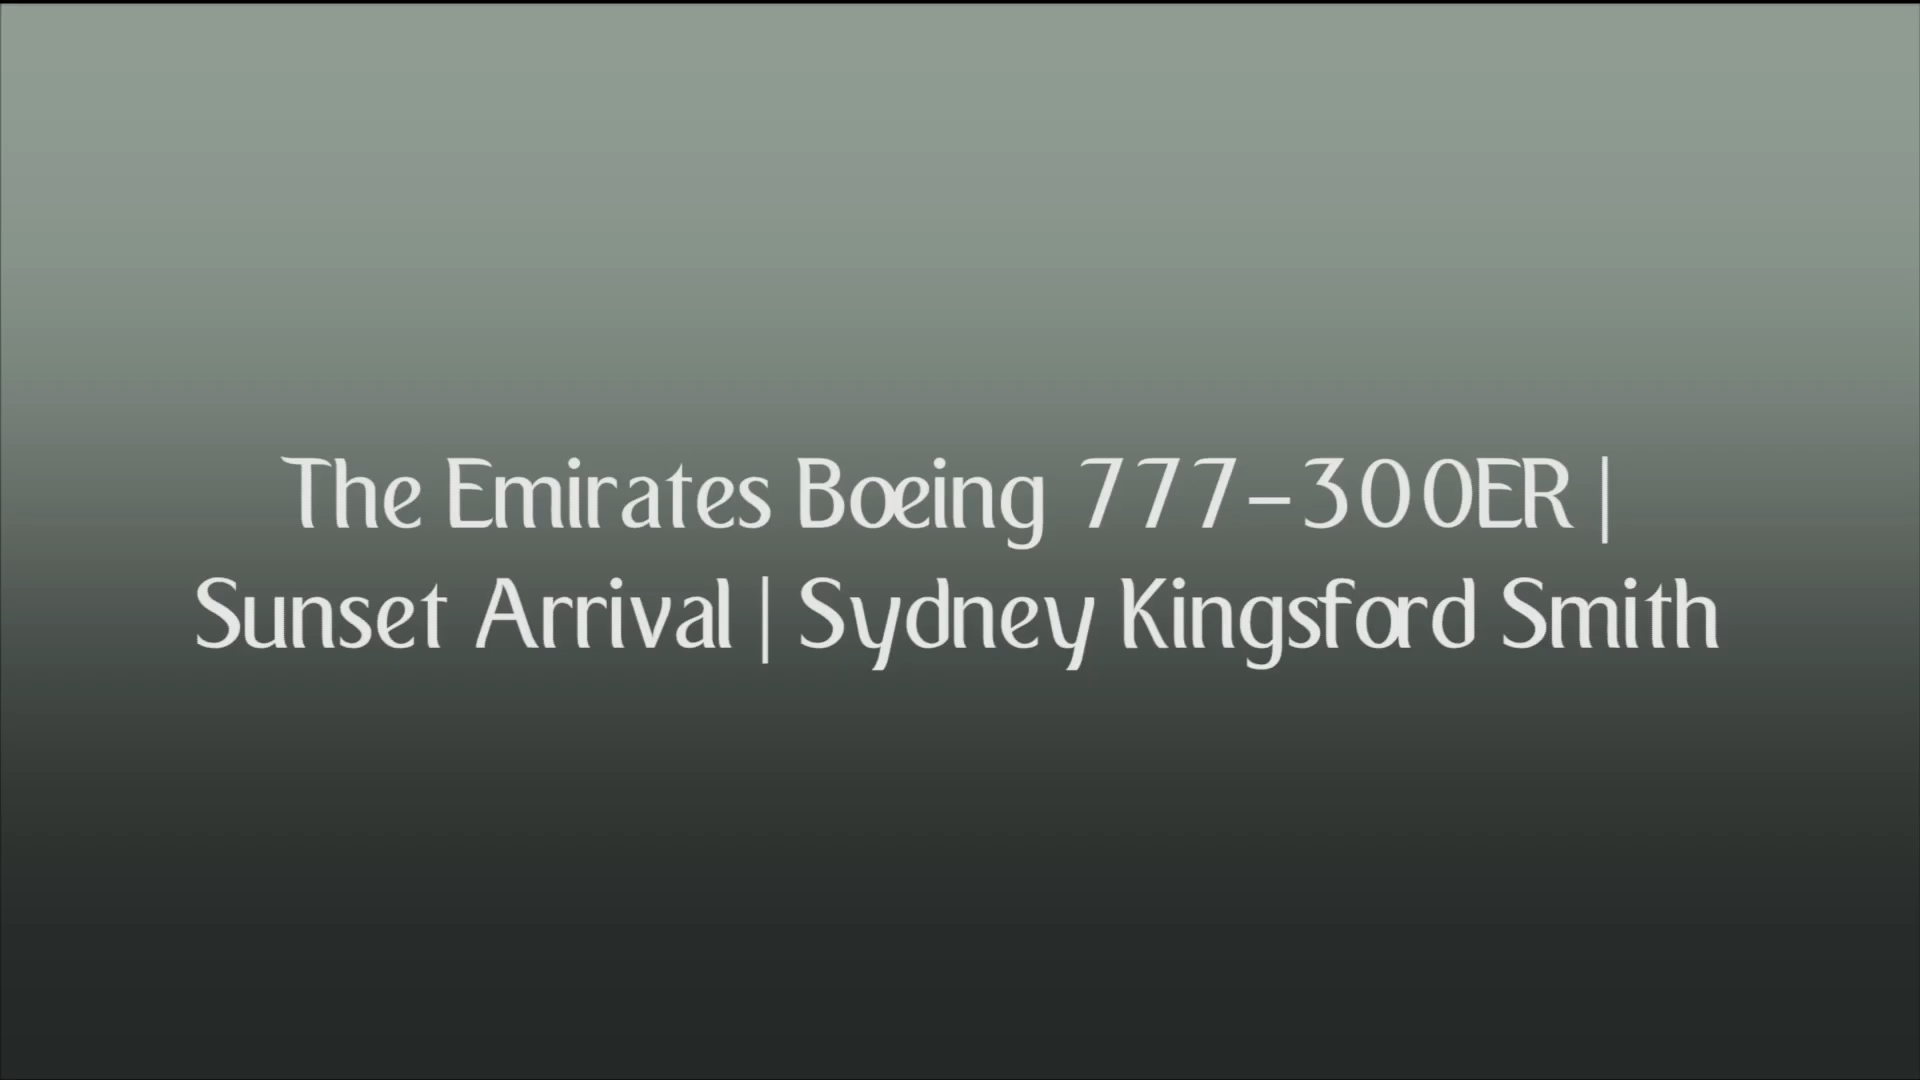 The Emirates Boeing 777-300ER |
Sunset Arrival | Sydney Kingsford Smith